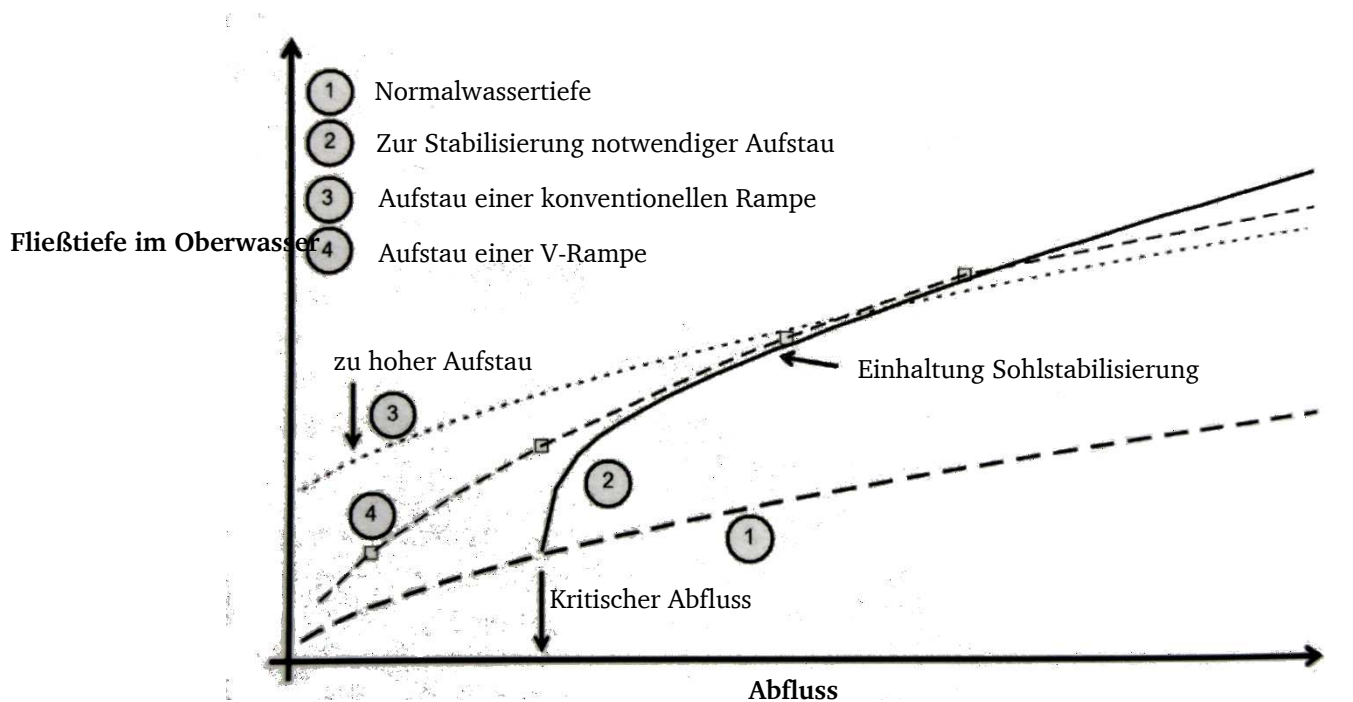 1 Normalwassertiefe
2 Zur Stabilisierung notwendiger Aufstau
3 Aufstau einer konventionellen Rampe
Fließtiefe im Oberwasser
4 Aufstau einer V-Rampe
zu hoher Aufstau
Einhaltung Sohlstabilisierung
3
2
4
1
Kritischer Abfluss
Abfluss